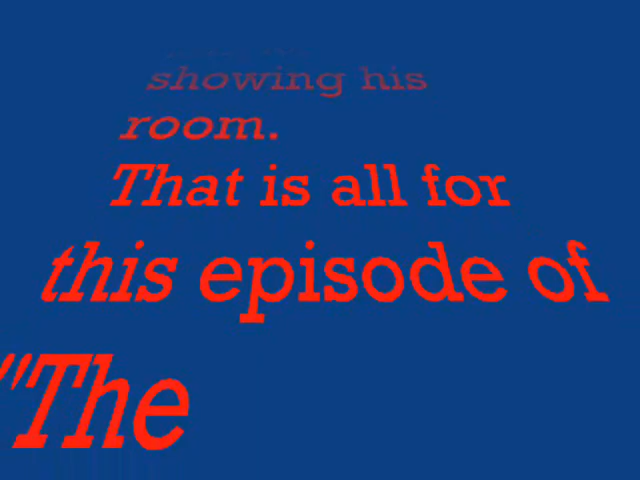 showing his
room.
That is all for
this episode of
"The